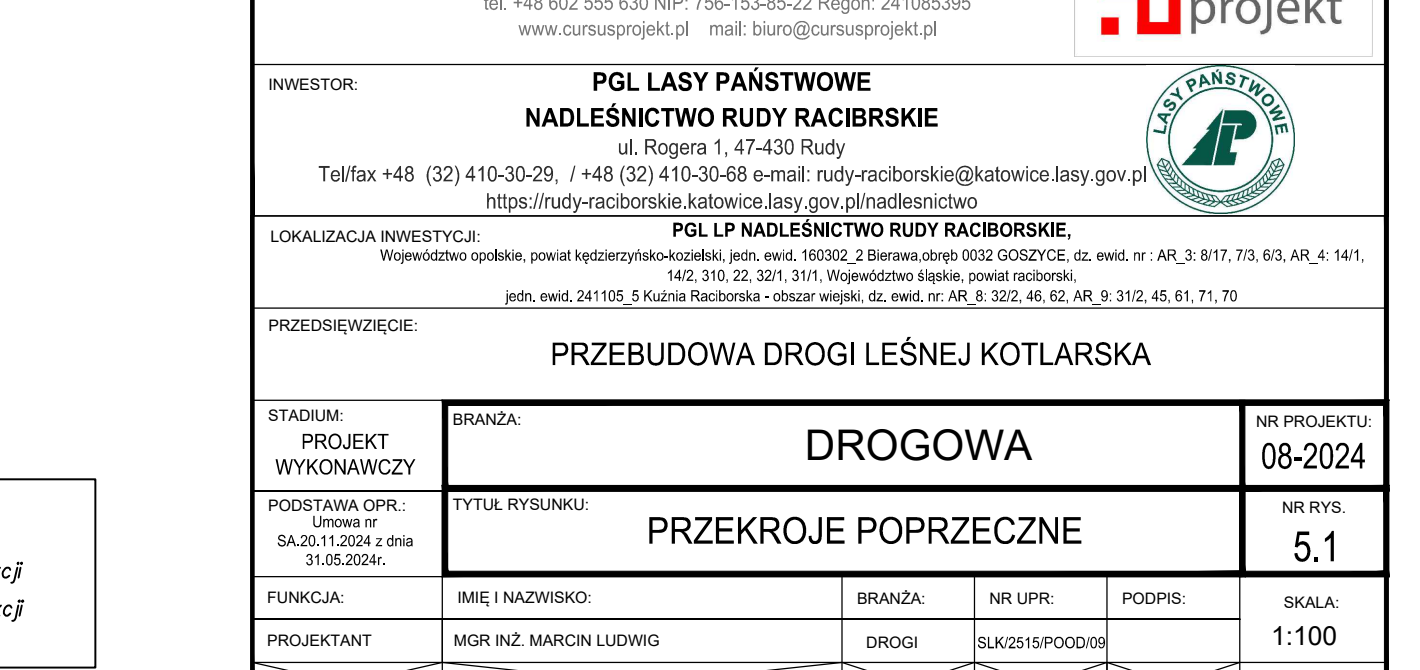 tel. +48 602 555 630 NIP: 756-153-85-22 Regon: 241085395
www.cursusprojekt.pl mail: biuro@cursusprojekt.pl
projekt
INWESTOR:
PGL LASY PAŃSTWOWE
NADLEŚNICTWO RUDY RACIBRSKIE
ul. Rogera 1, 47-430 Rudy
Tel/fax +48 (32) 410-30-29, / +48 (32) 410-30-68 e-mail: rudy-raciborskie@katowice.lasy.gov.pl
https://rudy-raciborskie.katowice.lasy.gov.pl/nadlesnictwo
LASY PAŃSTWOWE
LOKALIZACJA INWESTYCJI:
PGL LP NADLEŚNICTWO RUDY RACIBORSKIE,
Województwo opolskie, powiat kędzierzyńsko-kozielski, jedn. ewid. 160302_2 Bierawa,obręb 0032 GOSZYCE, dz. ewid. nr : AR_3: 8/17, 7/3, 6/3, AR_4: 14/1,
14/2, 310, 22, 32/1, 31/1, Województwo śląskie, powiat raciborski,
jedn. ewid. 241105_5 Kuźnia Raciborska - obszar wiejski, dz. ewid. nr: AR_8: 32/2, 46, 62, AR_9: 31/2, 45, 61, 71, 70
PRZEDSIĘWZIĘCIE:
PRZEBUDOWA DROGI LEŚNEJ KOTLARSKA
STADIUM:
PROJEKT
WYKONAWCZY
BRANŻA:
DROGOWA
NR PROJEKTU:
08-2024
PODSTAWA OPR.:
Umowa nr
SA.20.11.2024 z dnia
31.05.2024r.
TYTUŁ RYSUNKU:
PRZEKROJE POPRZECZNE
NR RYS.
5.1
FUNKCJA: IMIĘ I NAZWISKO: BRANŻA: NR UPR: PODPIS: SKALA:
PROJEKTANT MGR INŻ. MARCIN LUDWIG DROGI SLK/2515/POOD/09 1:100
cji
cji